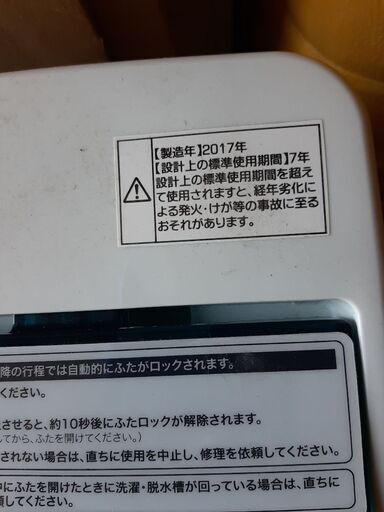 【製造年】2017年
【設計上の標準使用期間】7年
設計上の標準使用期間を超え
て使用されますと、経年劣化に
よる発火・けが等の事故に至る
おそれがあります。
降の行程では自動的にふたがロックされます。
ください。
させると、約10秒後にふたロックが解除されます。
してから、ふたを開けてください。）
されない場合は、直ちに使用を中止し、修理を依頼してください。
中にふたを開けたときに洗濯・脱水槽が回っている場合は、直ちに
頼してください。